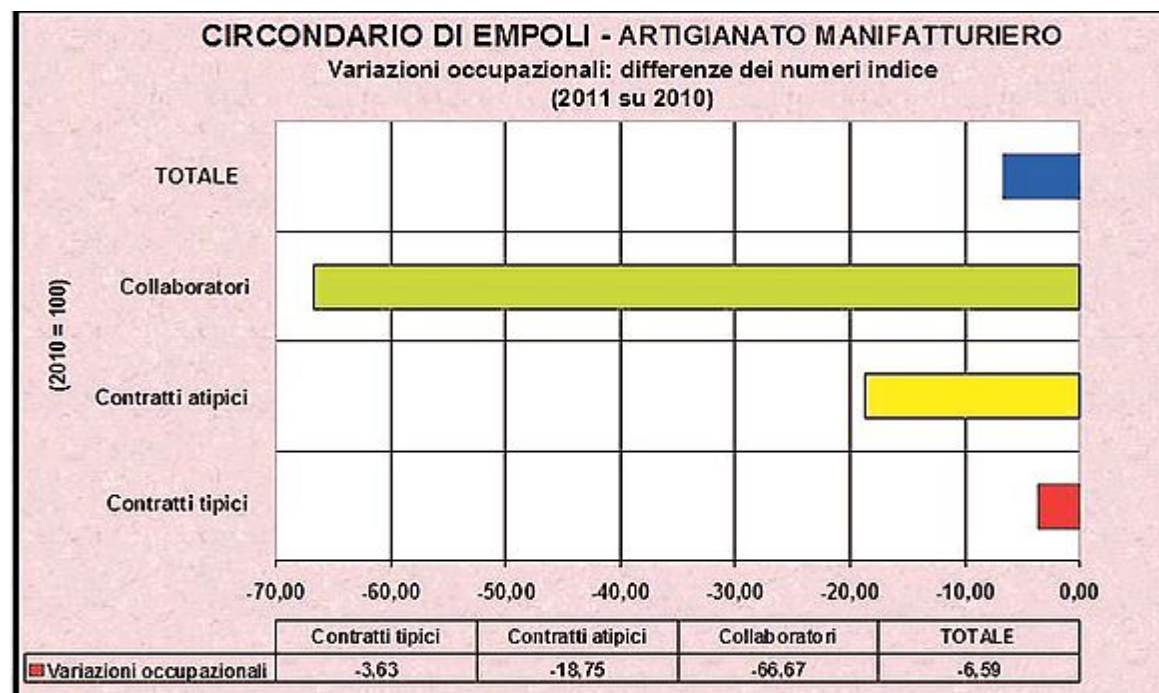 CIRCONDARIO DI EMPOLI - ARTIGIANATO MANIFATTURIERO
Variazioni occupazionali: differenze dei numeri indice
(2011 su 2010)
(2010 = 100)
TOTALE
Collaboratori
Contratti atipici
Contratti tipici
-70,00 -60,00 -50,00 -40,00 -30,00 -20,00 -10,00 0,00
Contratti tipici Contratti atipici Collaboratori TOTALE
Variazioni occupazionali -3,63 -18,75 -66,67 -6,59